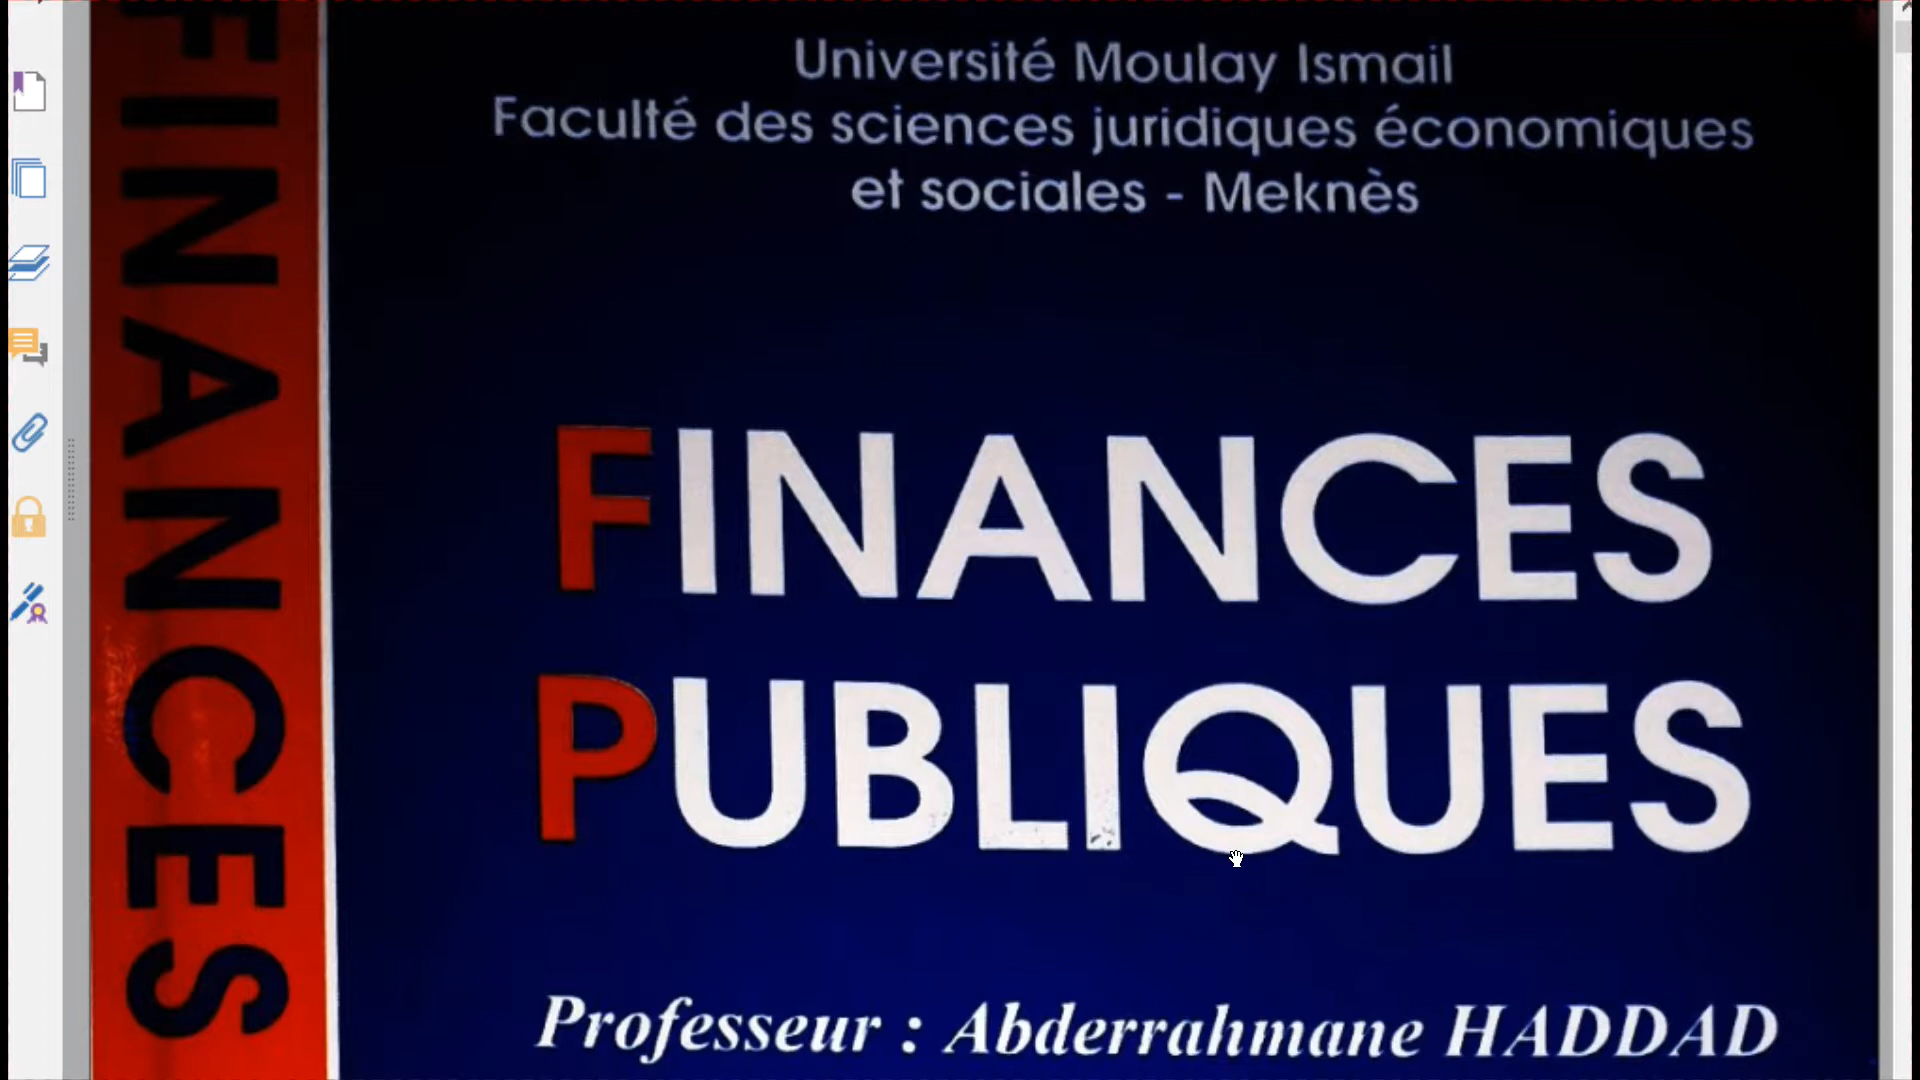 Université Moulay Ismail
Faculté des sciences juridiques économiques
et sociales - Meknès
FINANCES
PUBLIQUES
Professeur : Abderrahmane HADDAD
FINANCES